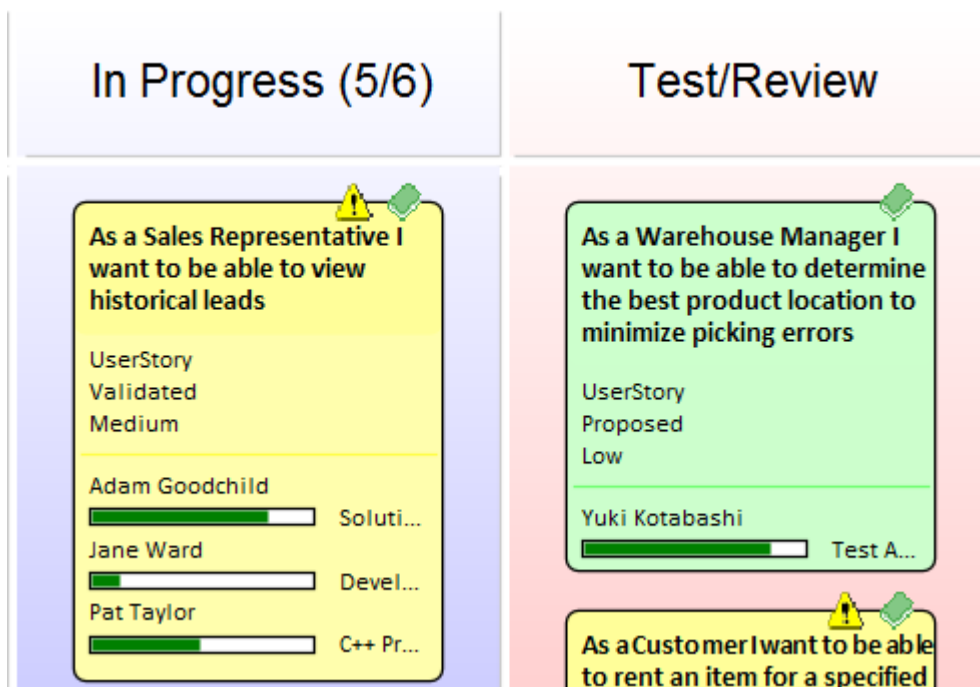 In Progress (5/6)
Test/Review
As a Sales Representative I
want to be able to view
historical leads
UserStory
Validated
Medium
Adam Goodchild
Soluti...
Jane Ward
Devel...
Pat Taylor
C++ Pr...
As a Warehouse Manager I
want to be able to determine
the best product location to
minimize picking errors
UserStory
Proposed
Low
Yuki Kotabashi
Test A...
As a Customer I want to be able
to rent an item for a specified